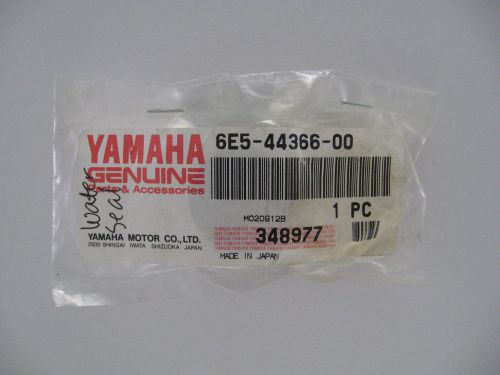 YAMAHA
GENUINE
Parts & Accessories
water
seal
YAMAHA MOTOR CO., LTD.
2500 SHINGAI IWATA SHIZUOKA JAPAN
6E5-44366-00
M020812B
1 PC
348977
MADE IN JAPAN